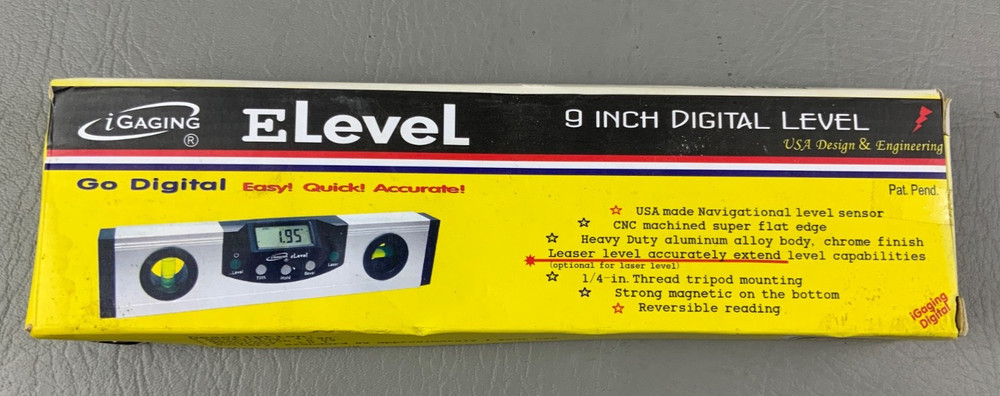 iGAGING®
ELeveL
9 INCH DIGITAL LEVEL
USA Design & Engineering
Go Digital Easy! Quick! Accurate!
Pat. Pend.
1.95
iGAGING eLevel
USA made Navigational level sensor
CNC machined super flat edge
Heavy Duty aluminum alloy body, chrome finish
Leaser level accurately extend level capabilities
(optional for laser level)
1/4-in. Thread tripod mounting
Strong magnetic on the bottom
Reversible reading
iGaging
Digital